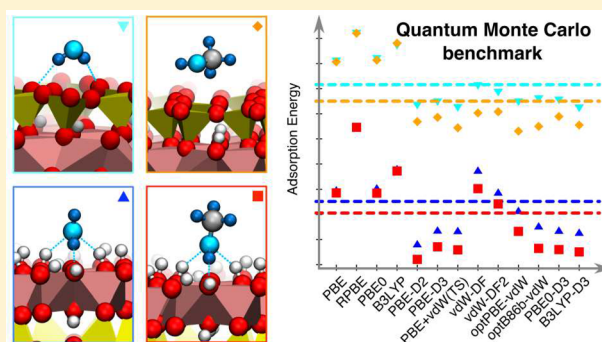 Quantum Monte Carlo
benchmark
Adsorption Energy
PBE
RPBE
PBE0
B3LYP
PBE-D2
PBE-D3
PBE+vdW(TS)
vdW-DF
vdW-DF2
optPBE-vdW
optB86b-vdW
PBE0-D3
B3LYP-D3